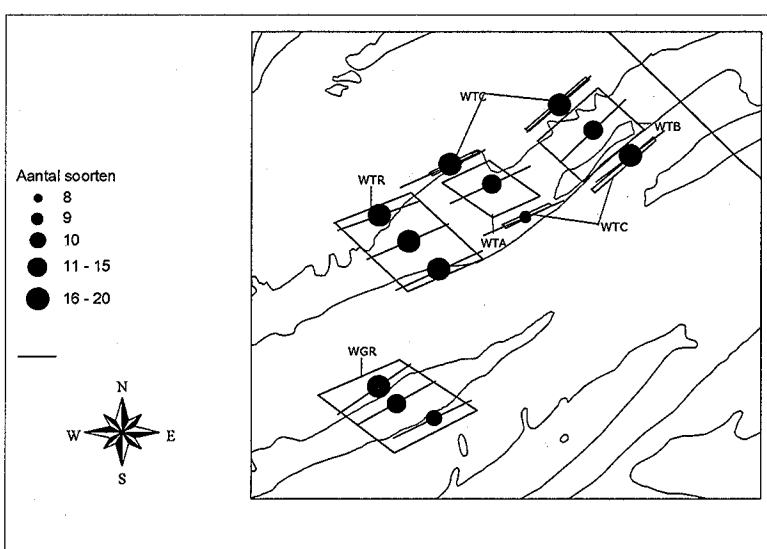 Aantal soorten
8
9
10
11 - 15
16 - 20
N
W E
S
WTC
WTB
WTR
WTC
WTA
WGR